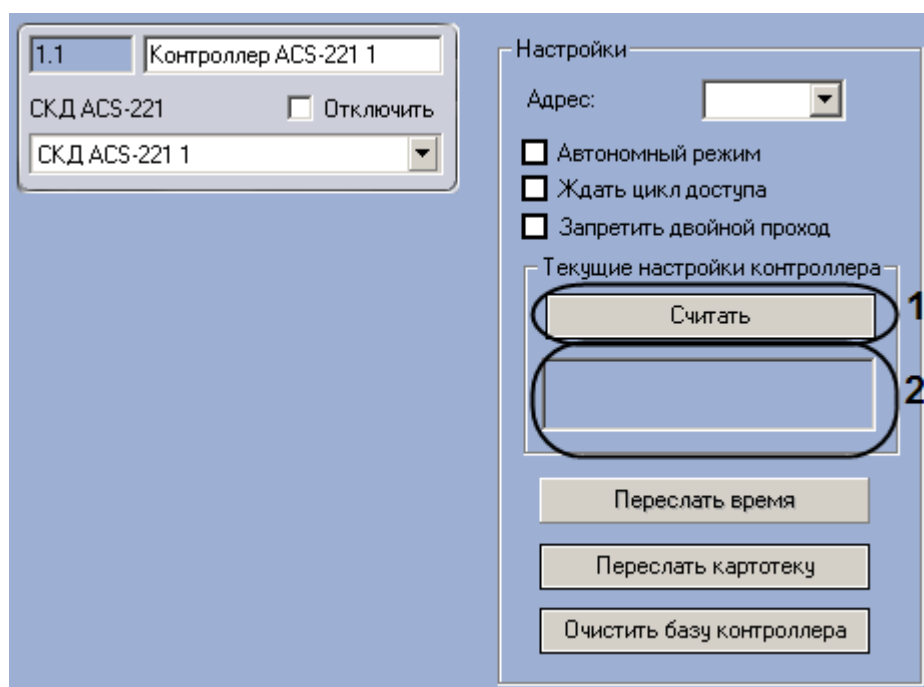 1.1 Контроллер ACS-221 1
СКД ACS-221 Отключить
СКД ACS-221 1
Настройки
Адрес:
Автономный режим
Ждать цикл доступа
Запретить двойной проход
Текущие настройки контроллера
Считать 1
2
Переслать время
Переслать картотеку
Очистить базу контроллера